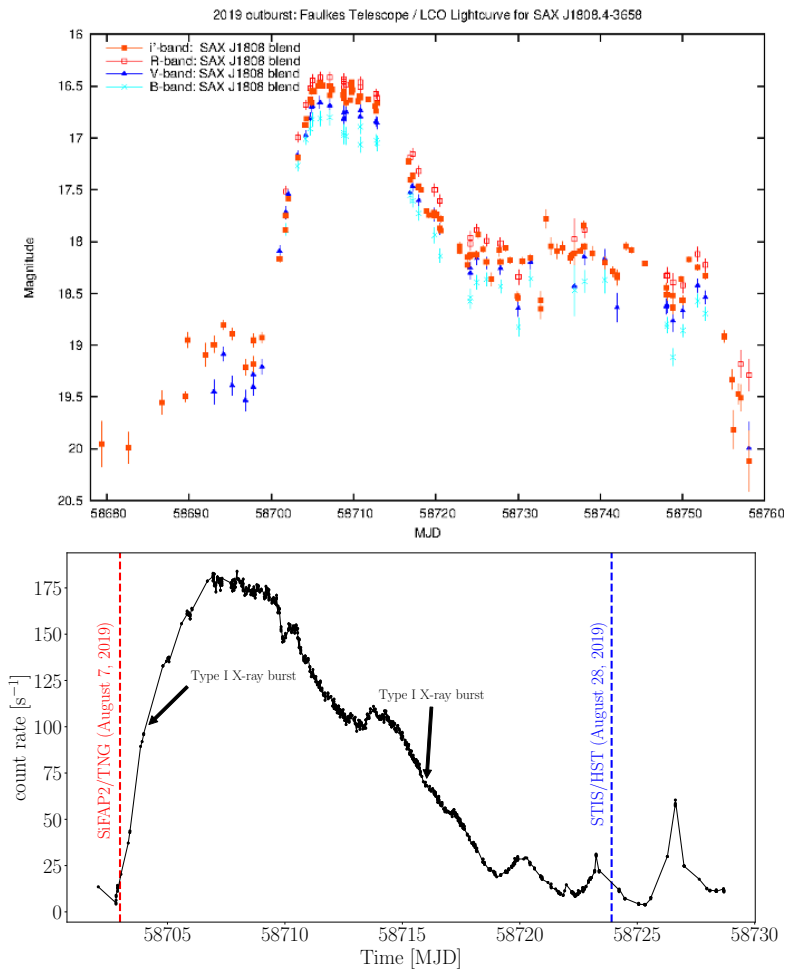 2019 outburst: Faulkes Telescope / LCO Lightcurve for SAX J1808.4-3658
16
16.5
17
17.5
18
18.5
19
19.5
20
20.5
Magnitude
i'-band: SAX J1808 blend
R-band: SAX J1808 blend
V-band: SAX J1808 blend
B-band: SAX J1808 blend
58680 58690 58700 58710 58720 58730 58740 58750 58760
MJD
175
150
125
100
75
50
25
0
count rate [s⁻¹]
SiFAP2/TNG (August 7, 2019)
Type I X-ray burst
Type I X-ray burst
STIS/HST (August 28, 2019)
58705 58710 58715 58720 58725 58730
Time [MJD]